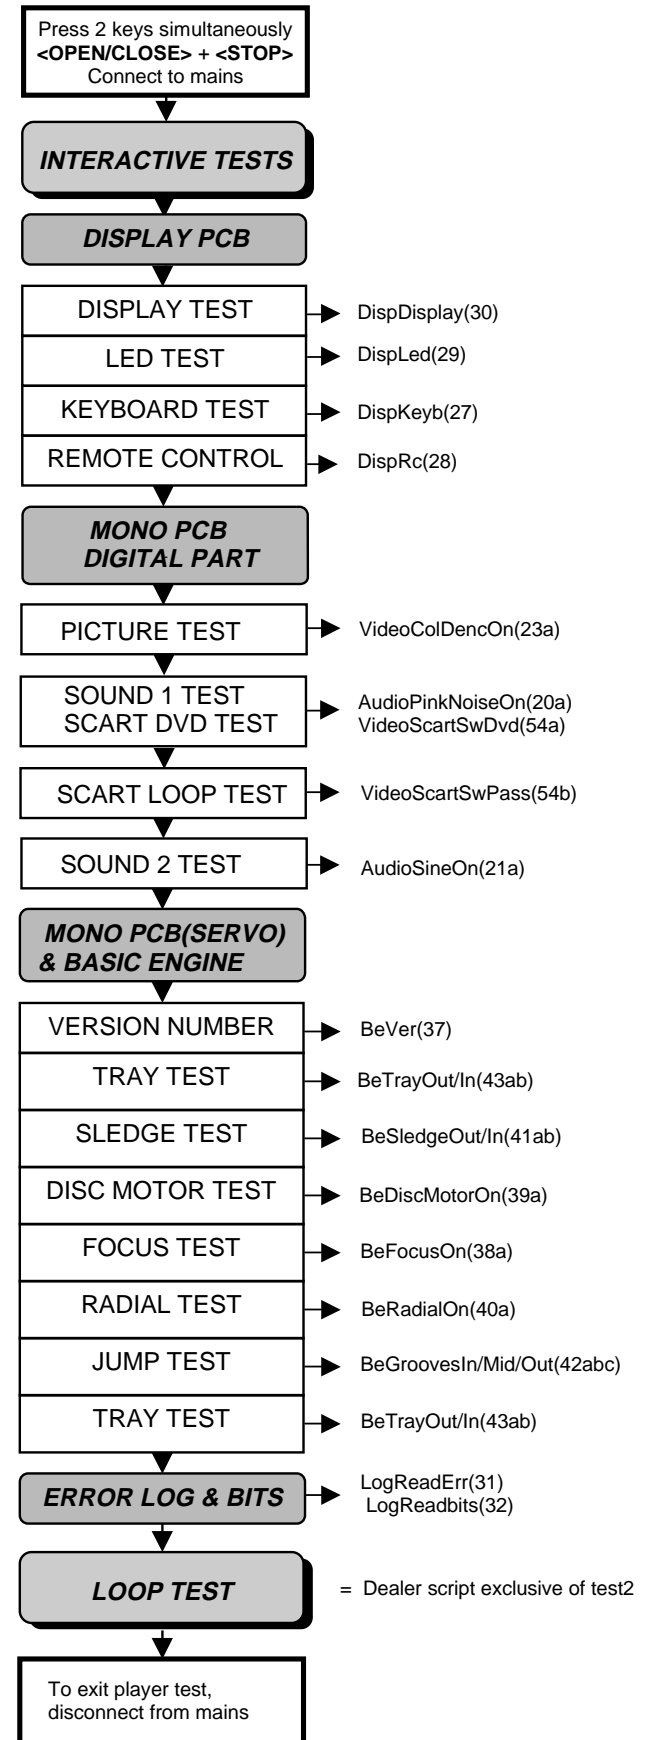 Press 2 keys simultaneously
<OPEN/CLOSE> + <STOP>
Connect to mains
INTERACTIVE TESTS
DISPLAY PCB
DISPLAY TEST
DispDisplay(30)
LED TEST
DispLed(29)
KEYBOARD TEST
DispKeyb(27)
REMOTE CONTROL
DispRc(28)
MONO PCB
DIGITAL PART
PICTURE TEST
VideoColDencOn(23a)
SOUND 1 TEST
SCART DVD TEST
AudioPinkNoiseOn(20a)
VideoScartSwDvd(54a)
SCART LOOP TEST
VideoScartSwPass(54b)
SOUND 2 TEST
AudioSineOn(21a)
MONO PCB(SERVO)
& BASIC ENGINE
VERSION NUMBER
BeVer(37)
TRAY TEST
BeTrayOut/In(43ab)
SLEDGE TEST
BeSledgeOut/In(41ab)
DISC MOTOR TEST
BeDiscMotorOn(39a)
FOCUS TEST
BeFocusOn(38a)
RADIAL TEST
BeRadialOn(40a)
JUMP TEST
BeGroovesIn/Mid/Out(42abc)
TRAY TEST
BeTrayOut/In(43ab)
ERROR LOG & BITS
LogReadErr(31)
LogReadbits(32)
LOOP TEST
= Dealer script exclusive of test2
To exit player test,
disconnect from mains